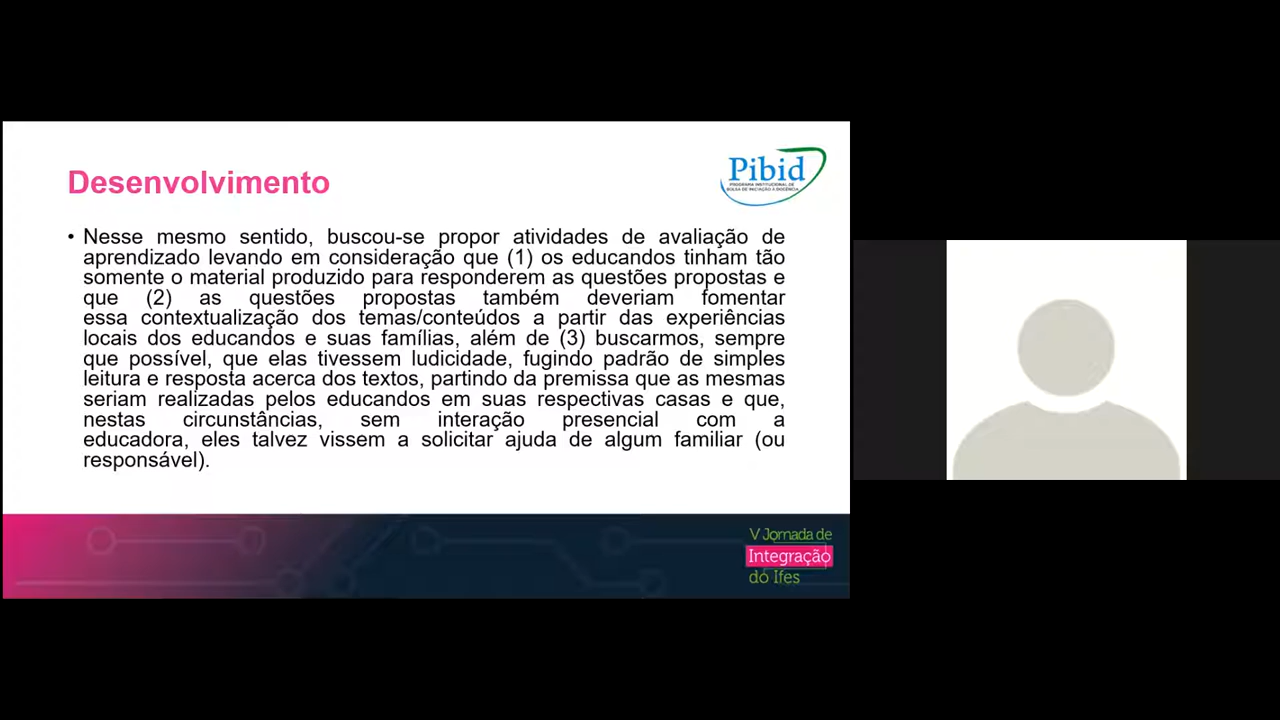 Desenvolvimento
Pibid
PROGRAMA INSTITUCIONAL DE
BOLSA DE INICIAÇÃO À DOCÊNCIA
• Nesse mesmo sentido, buscou-se propor atividades de avaliação de
aprendizado levando em consideração que (1) os educandos tinham tão
somente o material produzido para responderem as questões propostas e
que (2) as questões propostas também deveriam fomentar
essa contextualização dos temas/conteúdos a partir das experiências
locais dos educandos e suas famílias, além de (3) buscarmos, sempre
que possível, que elas tivessem ludicidade, fugindo padrão de simples
leitura e resposta acerca dos textos, partindo da premissa que as mesmas
seriam realizadas pelos educandos em suas respectivas casas e que,
nestas circunstâncias, sem interação presencial com a
educadora, eles talvez vissem a solicitar ajuda de algum familiar (ou
responsável).
V Jornada de
Integração
do Ifes